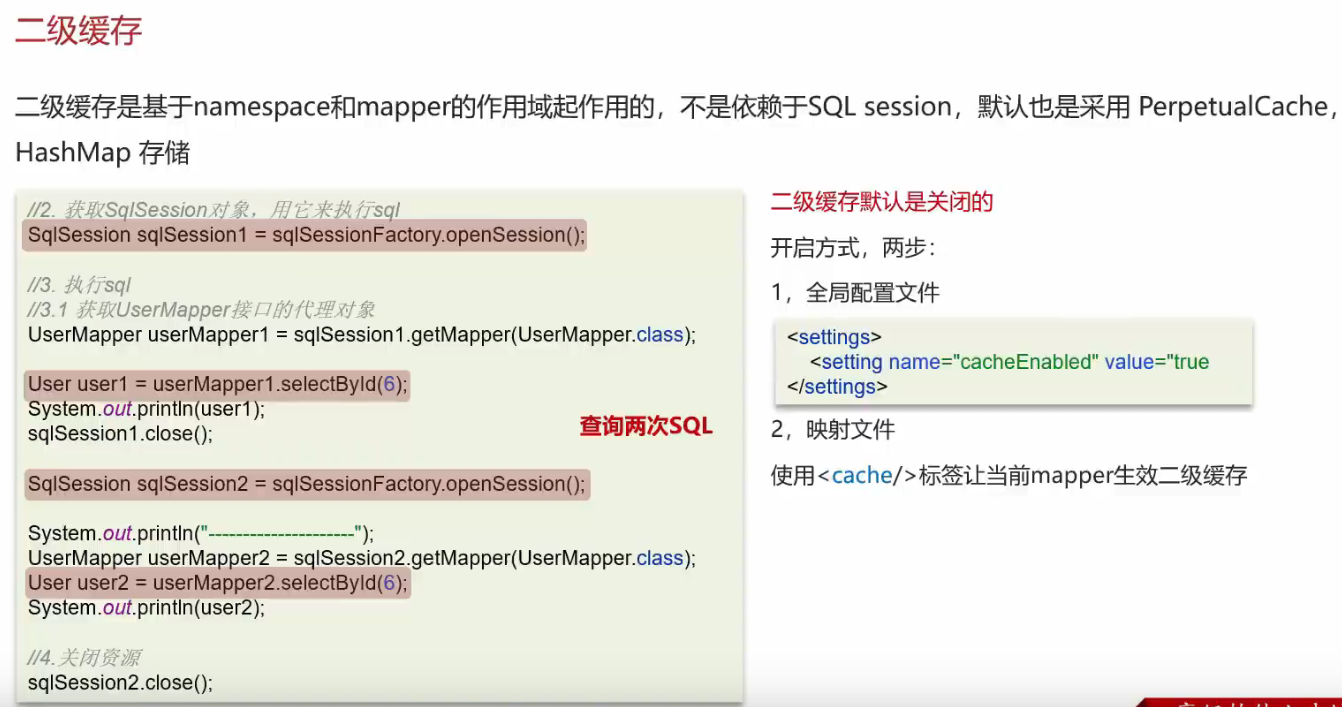 二级缓存
二级缓存是基于namespace和mapper的作用域起作用的，不是依赖于SQL session，默认也是采用 PerpetualCache，
HashMap 存储
//2. 获取SqlSession对象，用它来执行sql
SqlSession sqlSession1 = sqlSessionFactory.openSession();
//3. 执行sql
//3.1 获取UserMapper接口的代理对象
UserMapper userMapper1 = sqlSession1.getMapper(UserMapper.class);
User user1 = userMapper1.selectById(6);
System.out.println(user1);
sqlSession1.close();
查询两次SQL
SqlSession sqlSession2 = sqlSessionFactory.openSession();
System.out.println("----------------------");
UserMapper userMapper2 = sqlSession2.getMapper(UserMapper.class);
User user2 = userMapper2.selectById(6);
System.out.println(user2);
//4.关闭资源
sqlSession2.close();
二级缓存默认是关闭的
开启方式，两步：
1，全局配置文件
<settings>
<setting name="cacheEnabled" value="true
</settings>
2，映射文件
使用<cache/>标签让当前mapper生效二级缓存